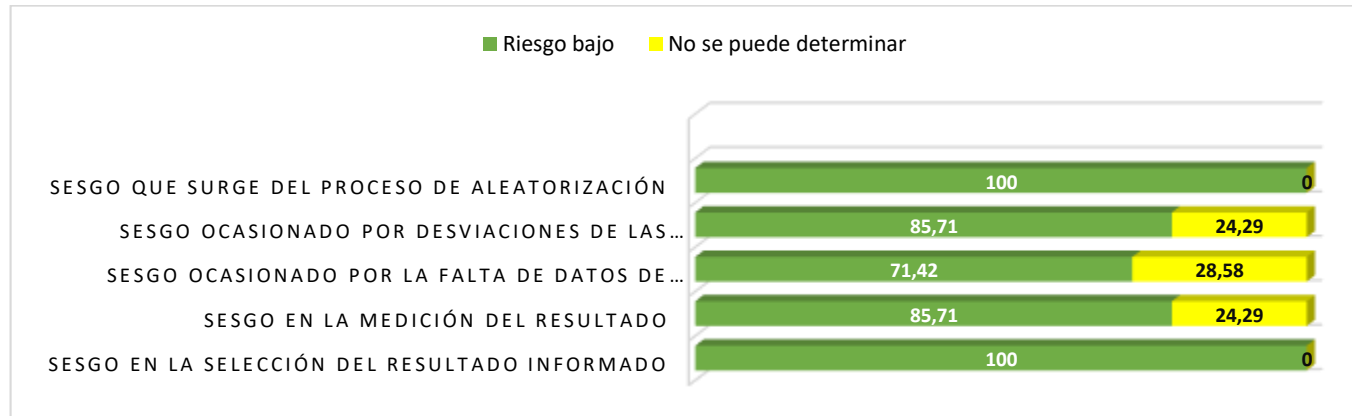 Riesgo bajo No se puede determinar
SESGO QUE SURGE DEL PROCESO DE ALEATORIZACIÓN 100 0
SESGO OCASIONADO POR DESVIACIONES DE LAS… 85,71 24,29
SESGO OCASIONADO POR LA FALTA DE DATOS DE… 71,42 28,58
SESGO EN LA MEDICIÓN DEL RESULTADO 85,71 24,29
SESGO EN LA SELECCIÓN DEL RESULTADO INFORMADO 100 0